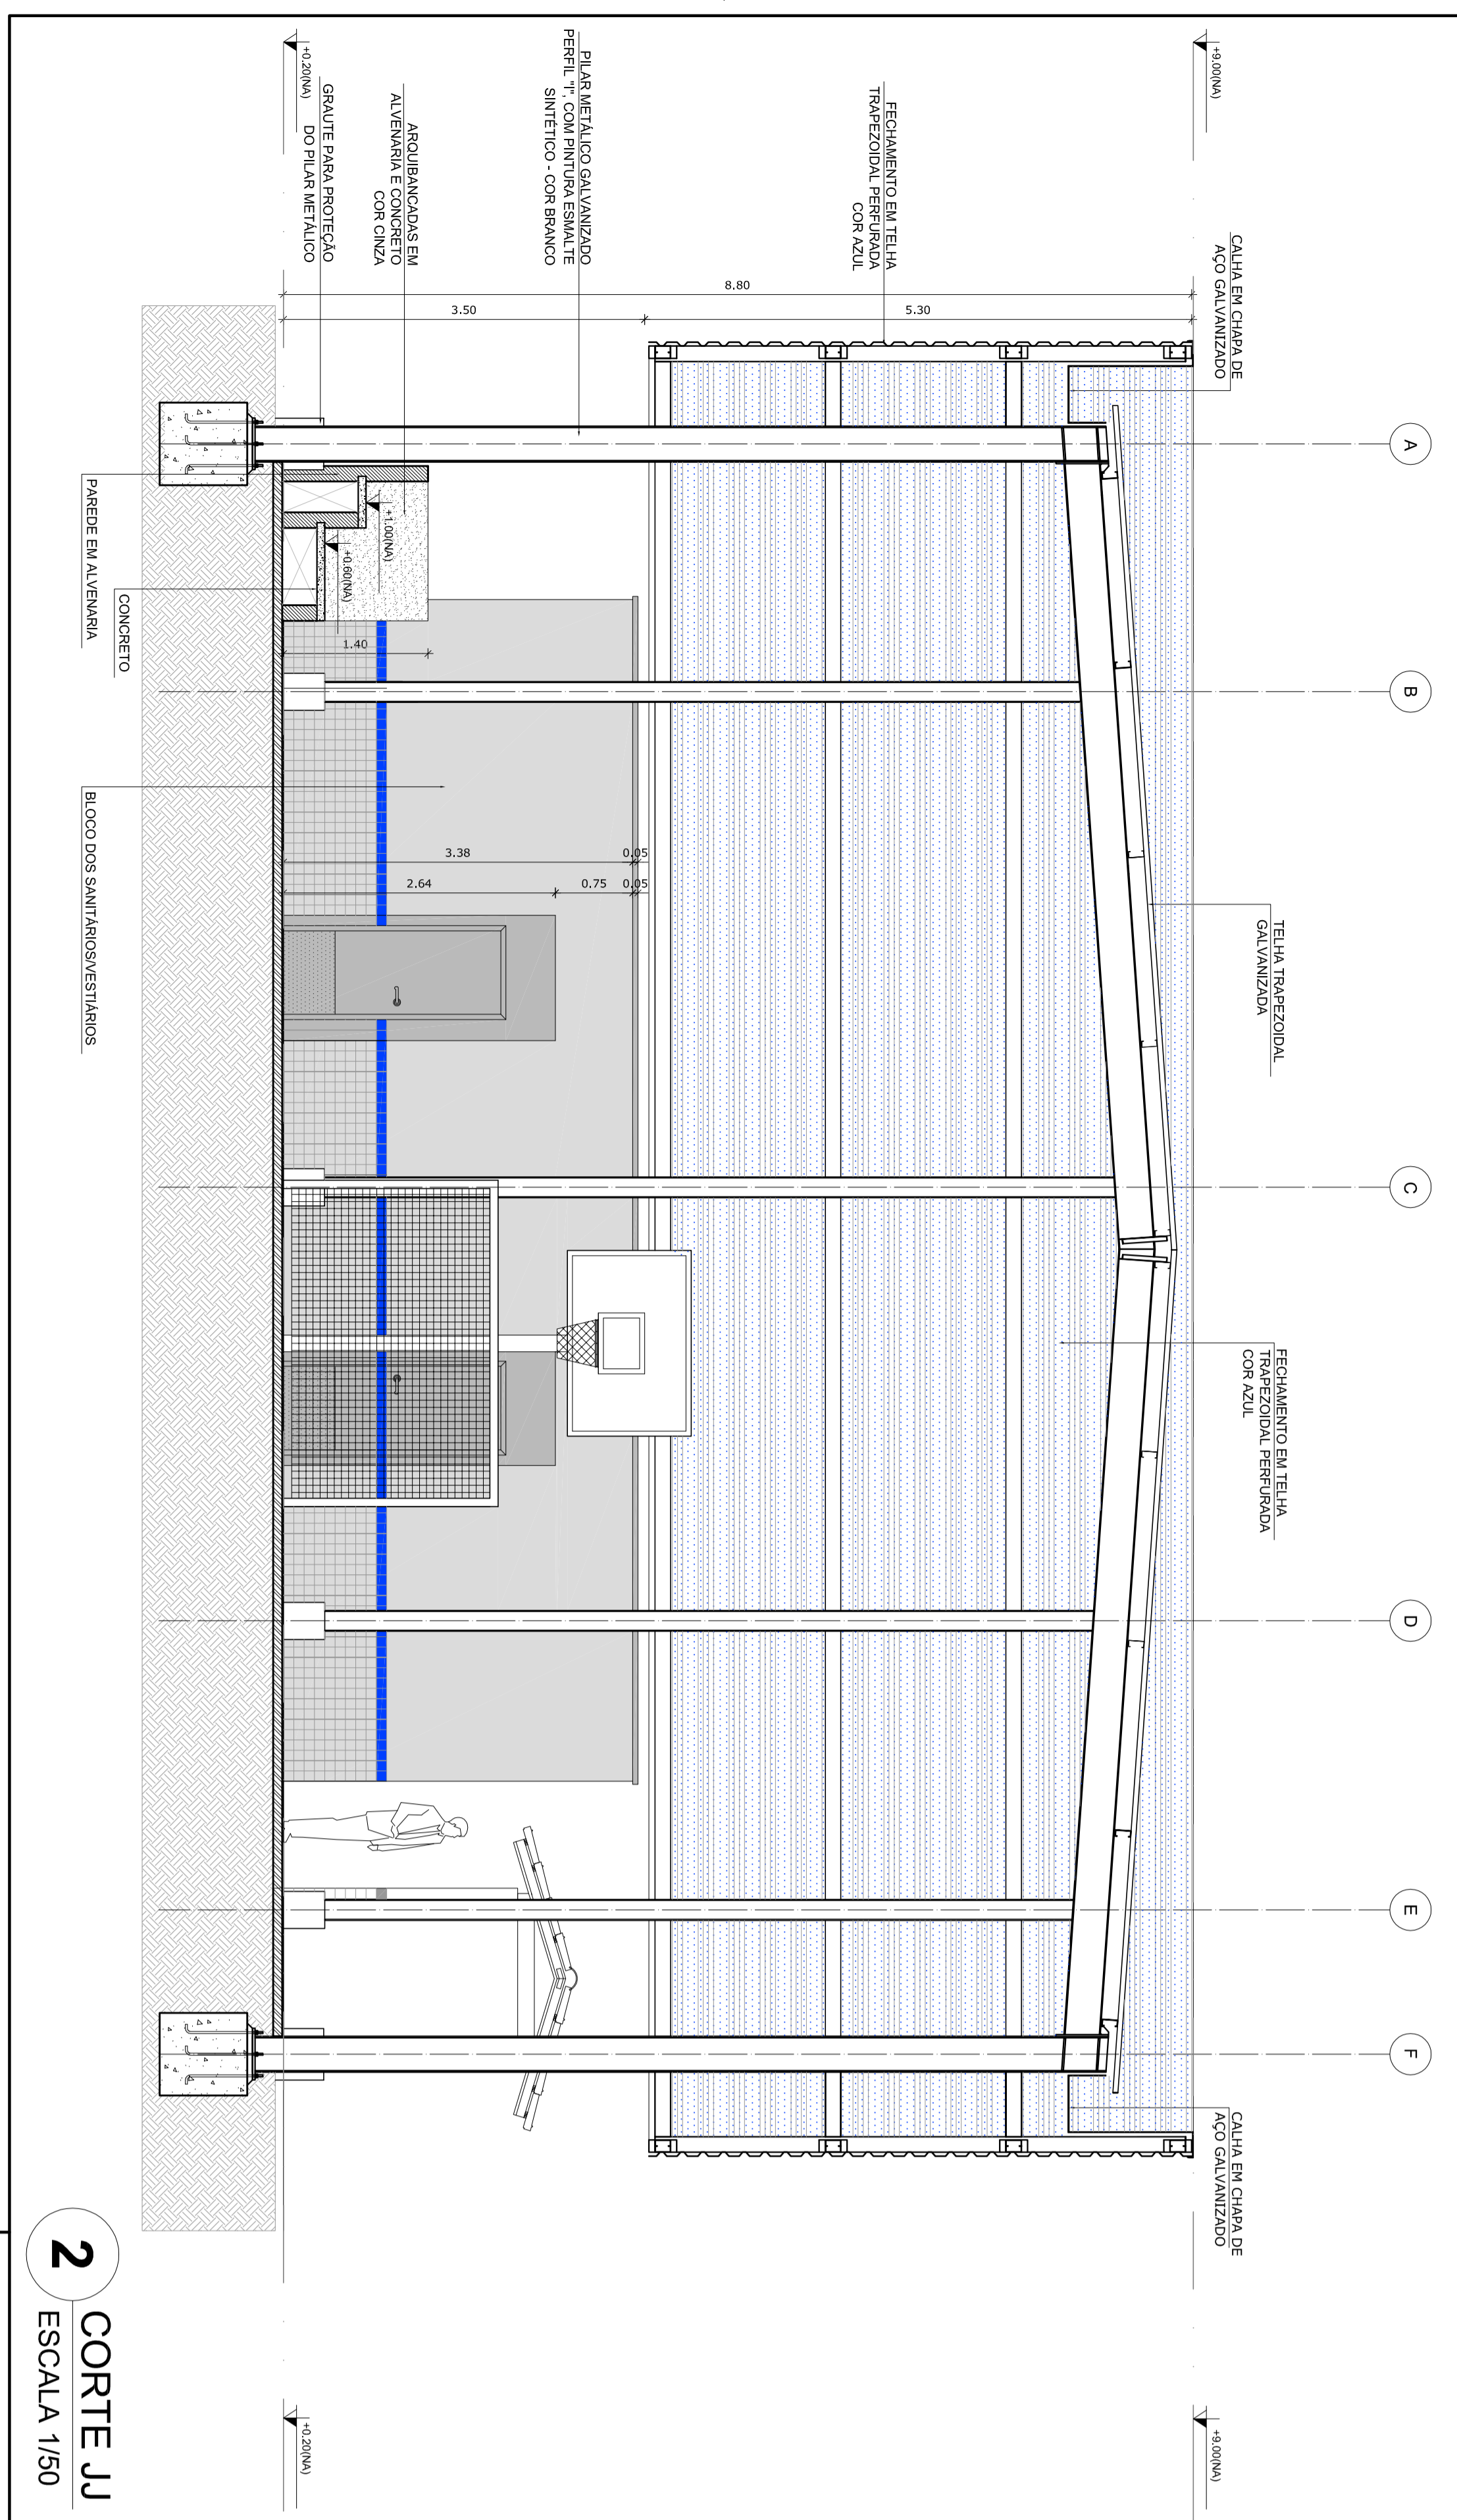 A
B
C
D
E
F
+9.00(NA)
+9.00(NA)
CALHA EM CHAPA DE
AÇO GALVANIZADO
TELHA TRAPEZOIDAL
GALVANIZADA
FECHAMENTO EM TELHA
TRAPEZOIDAL PERFURADA
COR AZUL
CALHA EM CHAPA DE
AÇO GALVANIZADO
FECHAMENTO EM TELHA
TRAPEZOIDAL PERFURADA
COR AZUL
PILAR METÁLICO GALVANIZADO
PERFIL "I", COM PINTURA ESMALTE
SINTÉTICO - COR BRANCO
ARQUIBANCADAS EM
ALVENARIA E CONCRETO
COR CINZA
GRAUTE PARA PROTEÇÃO
DO PILAR METÁLICO
+0.20(NA)
+0.20(NA)
8.80
5.30
3.50
+1.00(NA)
+0.60(NA)
1.40
0.05
3.38
0.05
0.75
2.64
CONCRETO
PAREDE EM ALVENARIA
BLOCO DOS SANITÁRIOS/VESTIÁRIOS
2
CORTE JJ
ESCALA 1/50